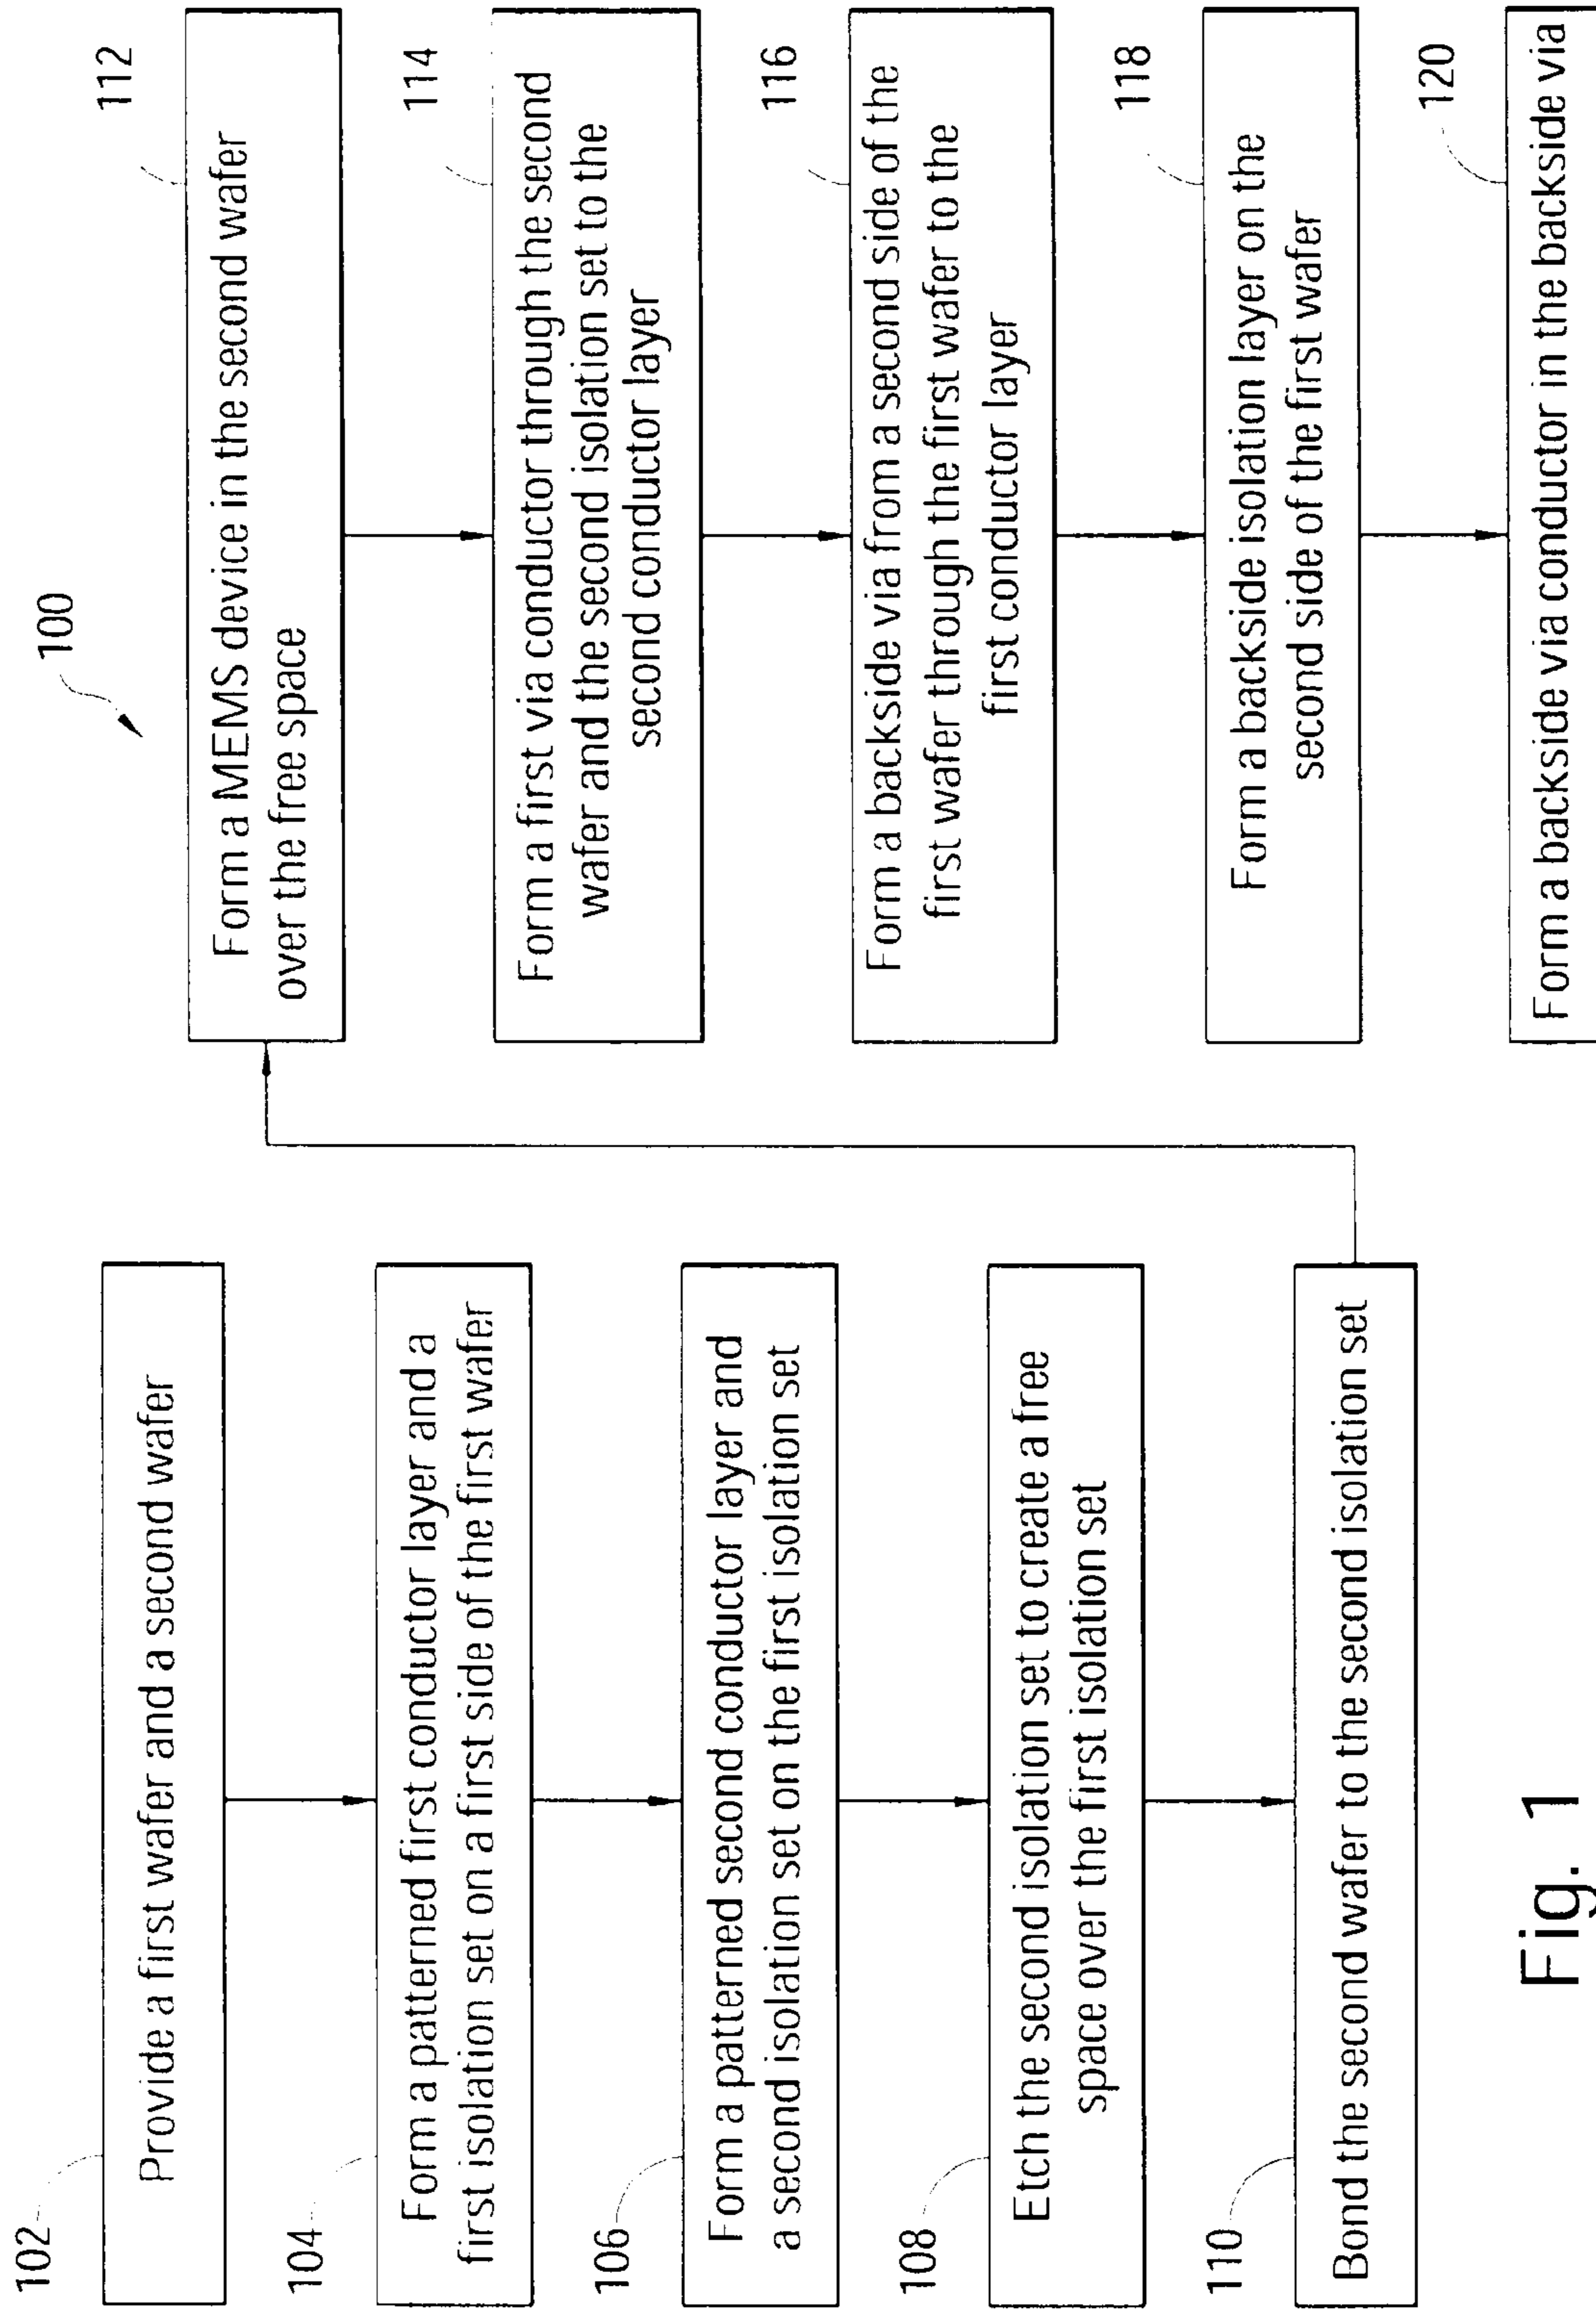 100
102
Provide a first wafer and a second wafer
104
Form a patterned first conductor layer and a
first isolation set on a first side of the first wafer
106
Form a patterned second conductor layer and
a second isolation set on the first isolation set
108
Etch the second isolation set to create a free
space over the first isolation set
110
Bond the second wafer to the second isolation set
112
Form a MEMS device in the second wafer
over the free space
114
Form a first via conductor through the second
wafer and the second isolation set to the
second conductor layer
116
Form a backside via from a second side of the
first wafer through the first wafer to the
first conductor layer
118
Form a backside isolation layer on the
second side of the first wafer
120
Form a backside via conductor in the backside via
Fig. 1